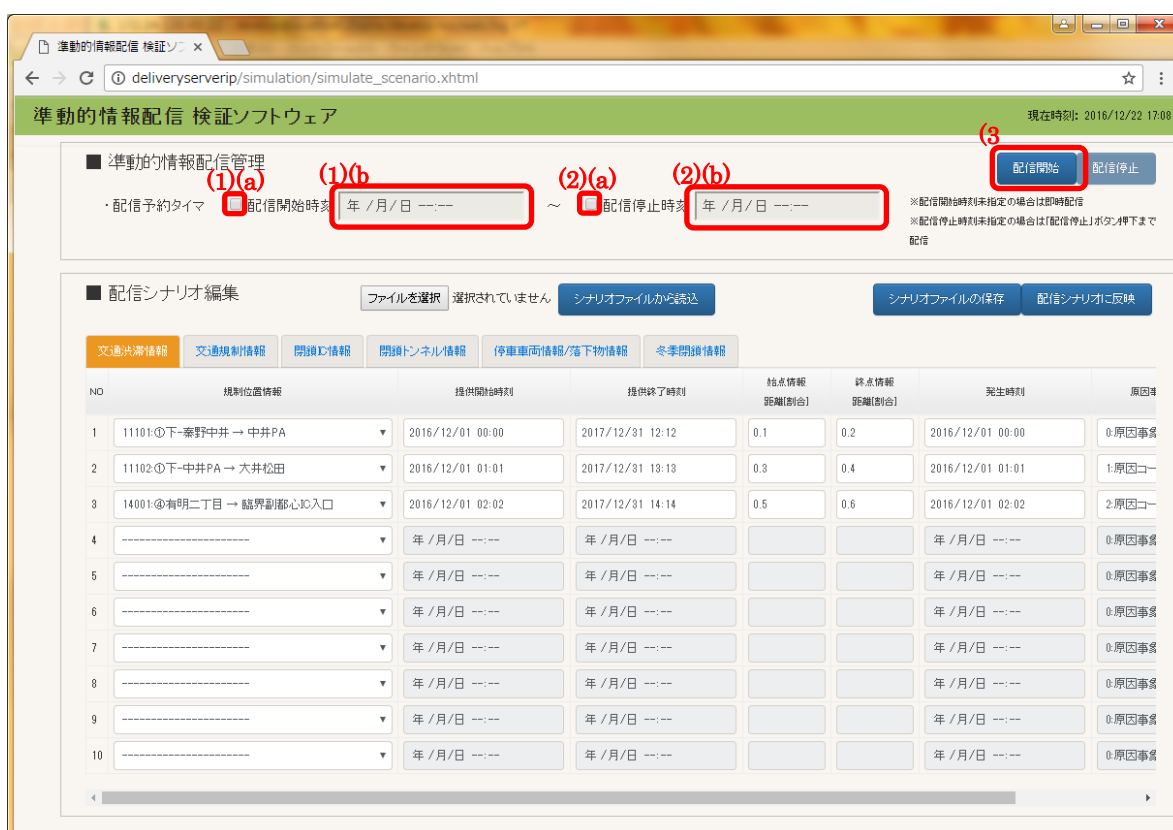 準動的情報配信 検証ソフ ×
deliveryserverip/simulation/simulate_scenario.xhtml
準動的情報配信 検証ソフトウェア
現在時刻: 2016/12/22 17:08
(3
■ 準動的情報配信管理
配信開始 配信停止
(1)(a) (1)(b (2)(a) (2)(b)
・配信予約タイマ 配信開始時刻 年 /月/日 --:-- ～ 配信停止時刻 年 /月/日 --:--
※配信開始時刻未指定の場合は即時配信
※配信停止時刻未指定の場合は「配信停止」ボタン押下まで
配信
■ 配信シナリオ編集 ファイルを選択 選択されていません シナリオファイルから読込 シナリオファイルの保存 配信シナリオに反映
交通渋滞情報 交通規制情報 閉鎖IC情報 閉鎖トンネル情報 停車車両情報/落下物情報 冬季閉鎖情報
NO 規制位置情報 提供開始時刻 提供終了時刻 始点情報 距離[割合] 終点情報 距離[割合] 発生時刻 原因事
1 11101:①下-秦野中井 → 中井PA 2016/12/01 00:00 2017/12/31 12:12 0.1 0.2 2016/12/01 00:00 0:原因事象
2 11102:①下-中井PA → 大井松田 2016/12/01 01:01 2017/12/31 13:13 0.3 0.4 2016/12/01 01:01 1:原因コー
3 14001:④有明二丁目 → 臨界副都心IC入口 2016/12/01 02:02 2017/12/31 14:14 0.5 0.6 2016/12/01 02:02 2:原因コー
4 ---------------------- 年 /月/日 --:-- 年 /月/日 --:-- 年 /月/日 --:-- 0:原因事象
5 ---------------------- 年 /月/日 --:-- 年 /月/日 --:-- 年 /月/日 --:-- 0:原因事象
6 ---------------------- 年 /月/日 --:-- 年 /月/日 --:-- 年 /月/日 --:-- 0:原因事象
7 ---------------------- 年 /月/日 --:-- 年 /月/日 --:-- 年 /月/日 --:-- 0:原因事象
8 ---------------------- 年 /月/日 --:-- 年 /月/日 --:-- 年 /月/日 --:-- 0:原因事象
9 ---------------------- 年 /月/日 --:-- 年 /月/日 --:-- 年 /月/日 --:-- 0:原因事象
10 ---------------------- 年 /月/日 --:-- 年 /月/日 --:-- 年 /月/日 --:-- 0:原因事象